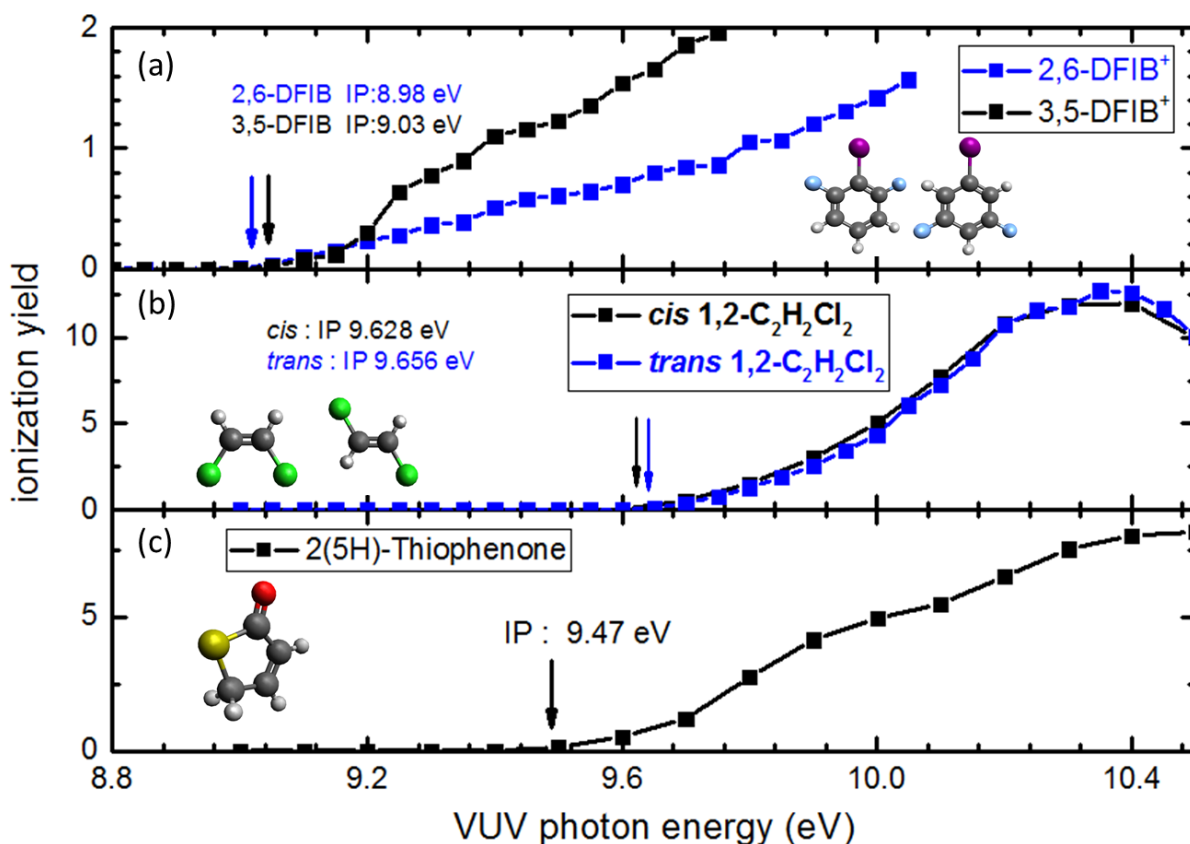 (a)
2
1
0
2,6-DFIB IP:8.98 eV
3,5-DFIB IP:9.03 eV
2,6-DFIB⁺
3,5-DFIB⁺
ionization yield
(b)
10
5
0
cis : IP 9.628 eV
trans : IP 9.656 eV
cis 1,2-C₂H₂Cl₂
trans 1,2-C₂H₂Cl₂
(c)
5
0
2(5H)-Thiophenone
IP : 9.47 eV
8.8 9.2 9.6 10.0 10.4
VUV photon energy (eV)